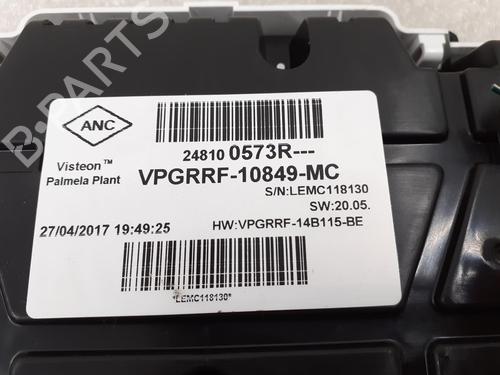 ANC
Visteon™
Palmela Plant
24810 0573R---
VPGRRF-10849-MC
S/N:LEMC118130
SW:20.05.
27/04/2017 19:49:25
HW:VPGRRF-14B115-BE
*LEMC118130*
B-PARTS